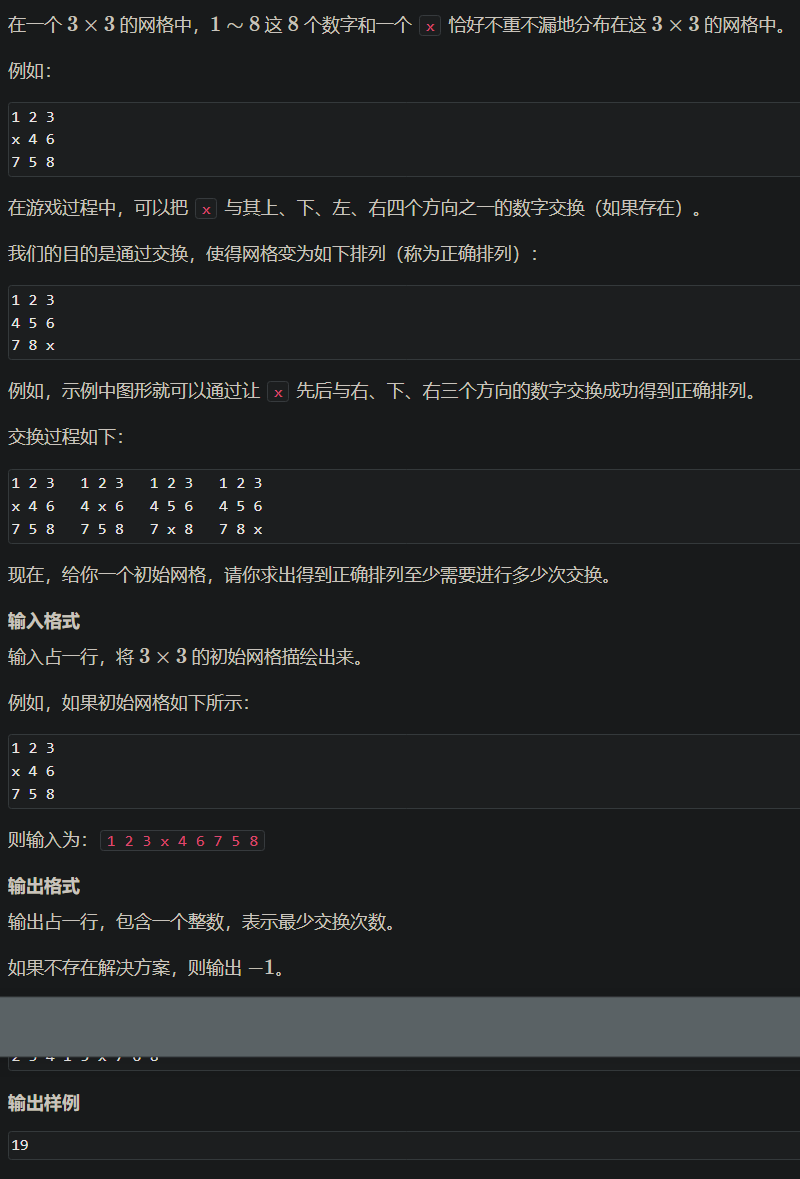 在一个 3 × 3 的网格中，1 ∼ 8 这 8 个数字和一个 x 恰好不重不漏地分布在这 3 × 3 的网格中。
例如：
1 2 3
x 4 6
7 5 8
在游戏过程中，可以把 x 与其上、下、左、右四个方向之一的数字交换（如果存在）。
我们的目的是通过交换，使得网格变为如下排列（称为正确排列）：
1 2 3
4 5 6
7 8 x
例如，示例中图形就可以通过让 x 先后与右、下、右三个方向的数字交换成功得到正确排列。
交换过程如下：
1 2 3   1 2 3   1 2 3   1 2 3
x 4 6   4 x 6   4 5 6   4 5 6
7 5 8   7 5 8   7 x 8   7 8 x
现在，给你一个初始网格，请你求出得到正确排列至少需要进行多少次交换。
输入格式
输入占一行，将 3 × 3 的初始网格描绘出来。
例如，如果初始网格如下所示：
1 2 3
x 4 6
7 5 8
则输入为：1 2 3 x 4 6 7 5 8
输出格式
输出占一行，包含一个整数，表示最少交换次数。
如果不存在解决方案，则输出 −1。
输出样例
19